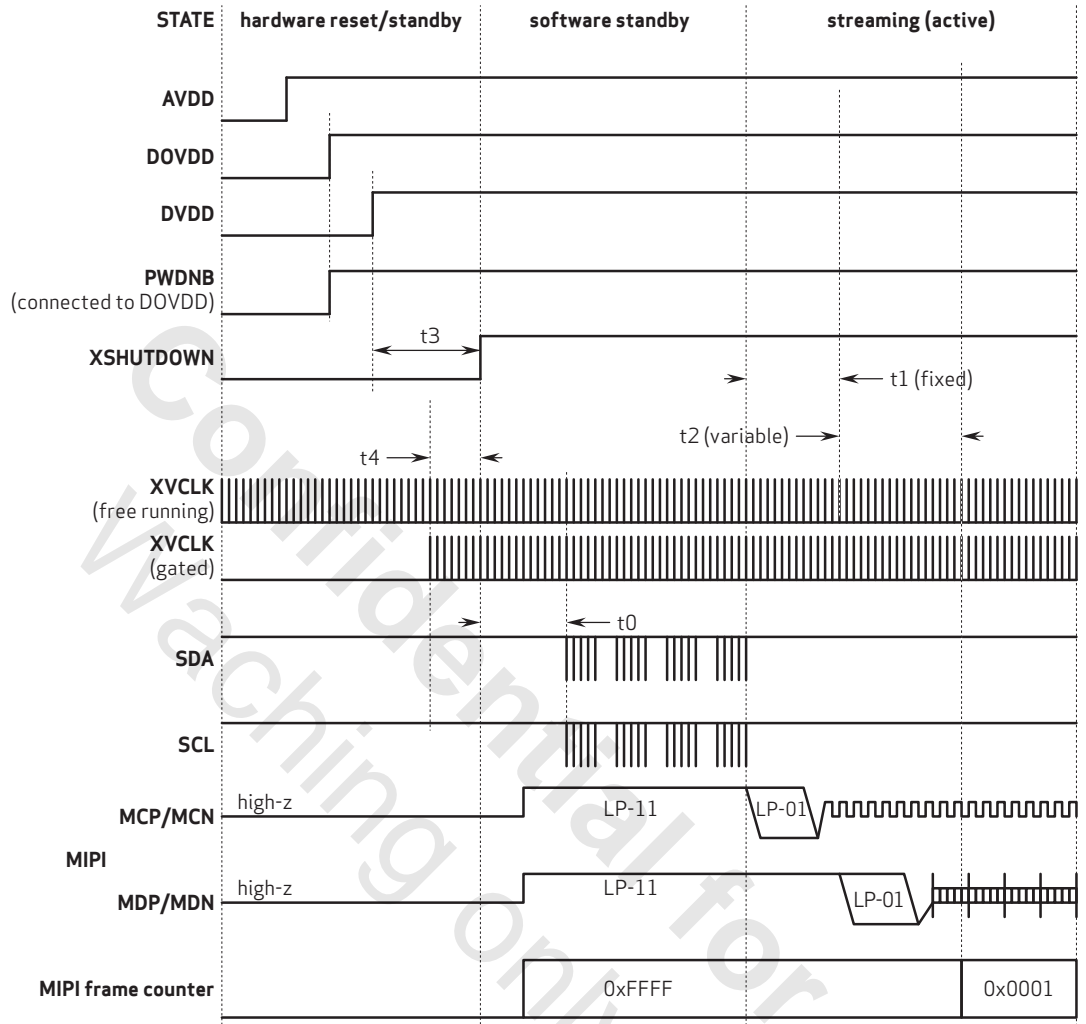 STATE hardware reset/standby software standby streaming (active)
AVDD
DOVDD
DVDD
PWDNB
(connected to DOVDD)
t3
XSHUTDOWN
t1 (fixed)
t2 (variable)
t4
XVCLK
(free running)
XVCLK
(gated)
t0
SDA
SCL
high-z LP-11 LP-01
MCP/MCN
MIPI
high-z LP-11 LP-01
MDP/MDN
MIPI frame counter 0xFFFF 0x0001
Confidential for
Waching only